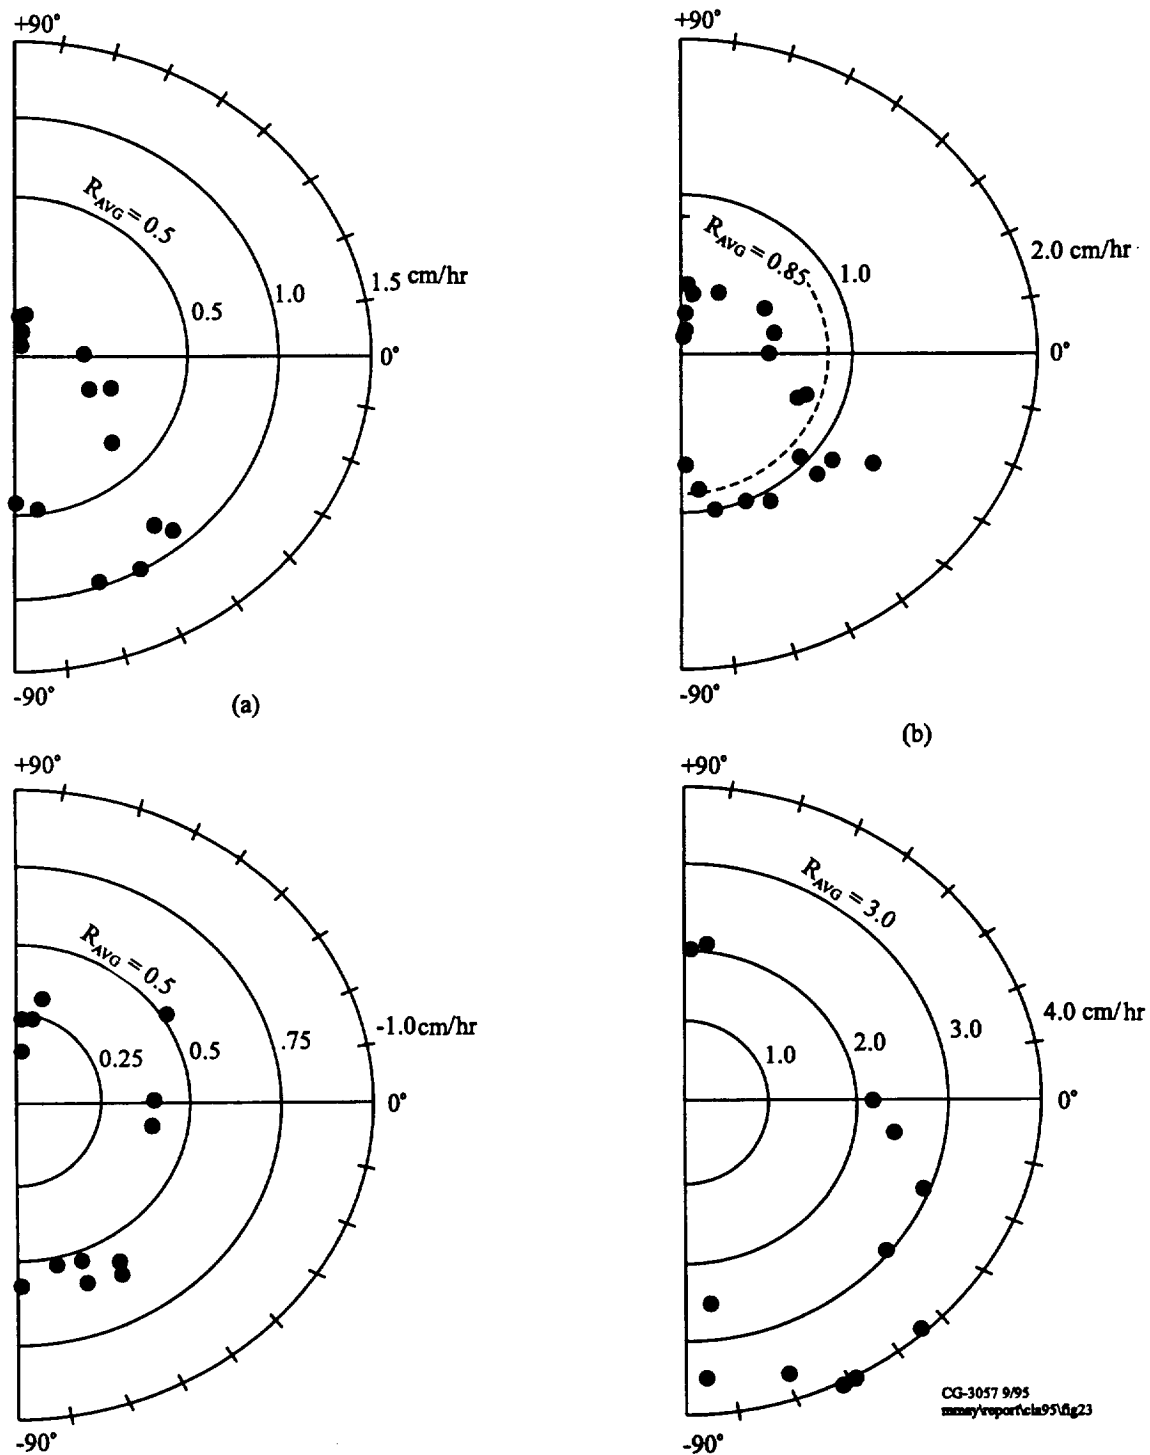 +90°
R_AVG = 0.5
0.5
1.0
1.5 cm/hr
0°
-90°
(a)
+90°
R_AVG = 0.85
1.0
2.0 cm/hr
0°
-90°
(b)
+90°
R_AVG = 0.5
0.25
0.5
.75
-1.0cm/hr
0°
-90°
+90°
R_AVG = 3.0
1.0
2.0
3.0
4.0 cm/hr
0°
-90°
CG-3057 9/95